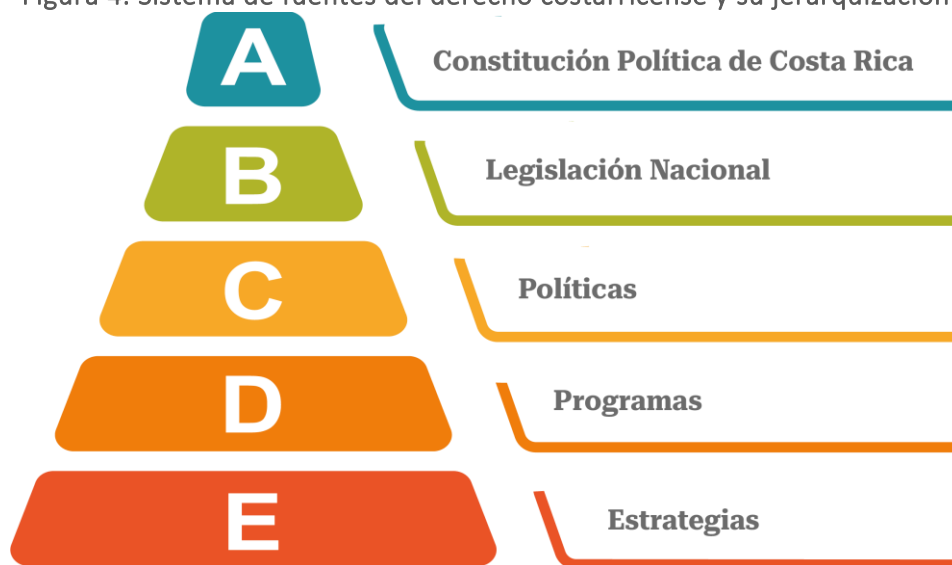 Figura 4. Sistema de fuentes del derecho costarricense y su jerarquización
A
Constitución Política de Costa Rica
B
Legislación Nacional
C
Políticas
D
Programas
E
Estrategias